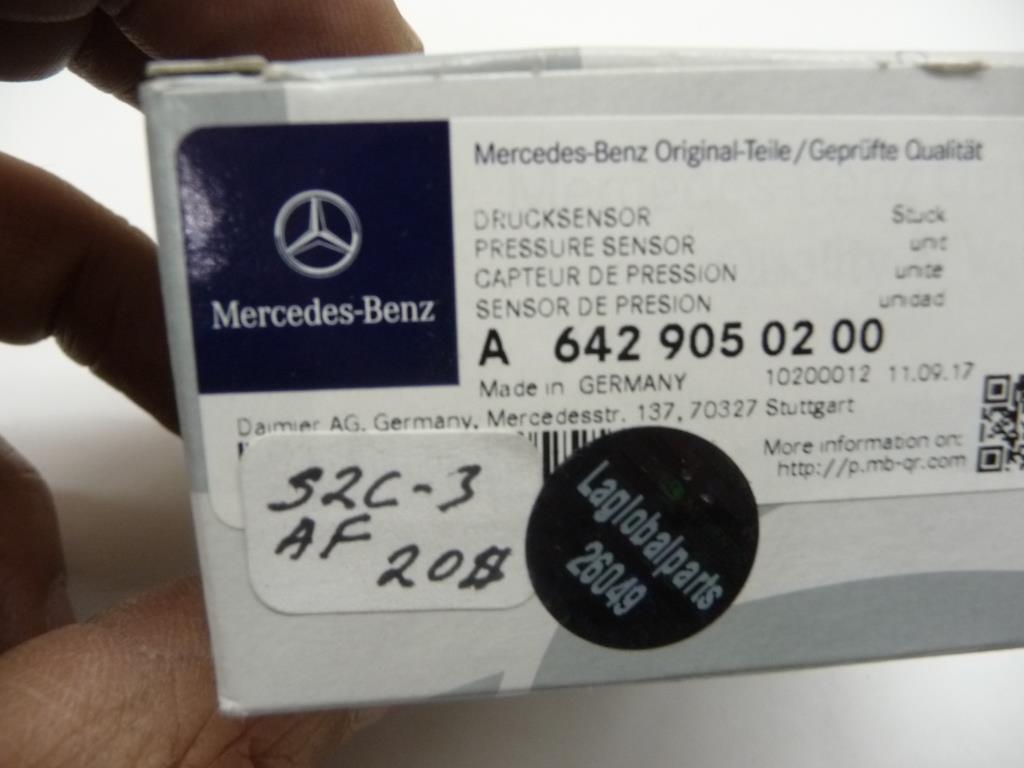 Mercedes-Benz
Mercedes-Benz Original-Teile/Geprüfte Qualität
DRUCKSENSOR Stück
PRESSURE SENSOR unit
CAPTEUR DE PRESSION unite
SENSOR DE PRESION unidad
A 642 905 02 00
Made in GERMANY 10200012 11.09.17
Daimler AG, Germany, Mercedesstr. 137, 70327 Stuttgart
More information on:
http://p.mb-qr.com
S2C-3
AF
20$
Laglobalparts
26049